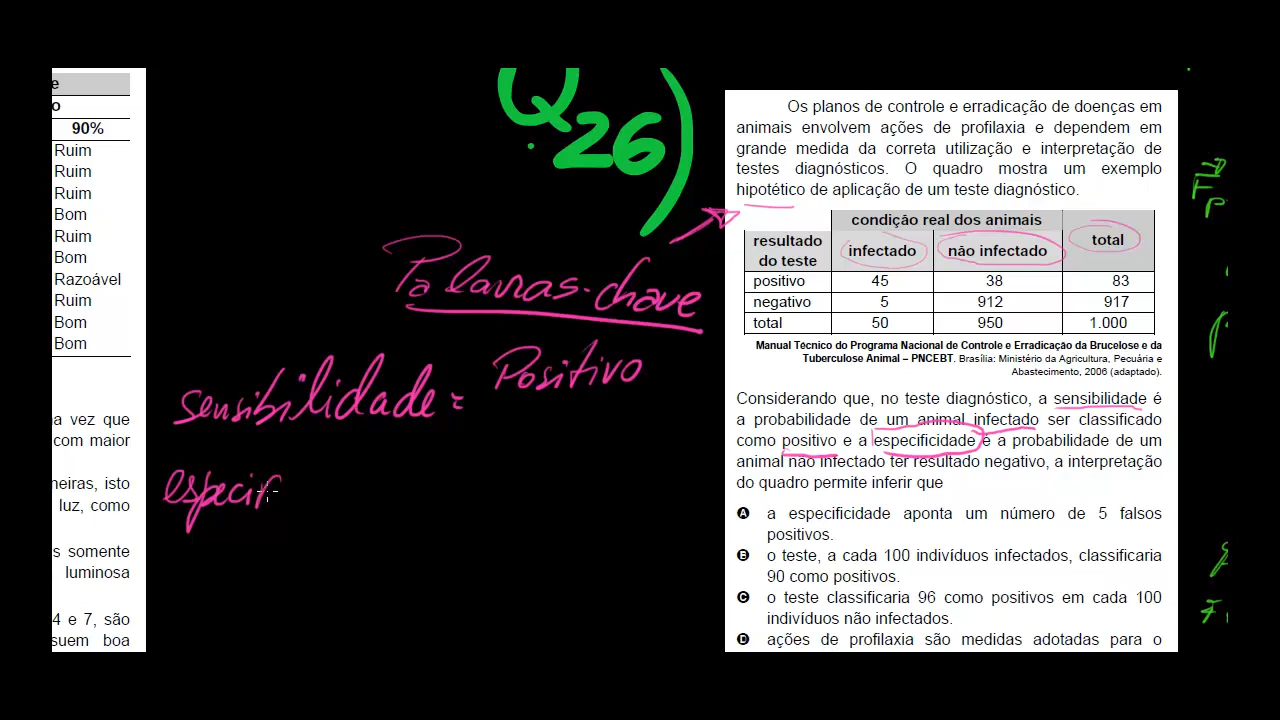 e
o
90%
Ruim
Ruim
Ruim
Bom
Ruim
Bom
Razoável
Ruim
Bom
Bom
a vez que
com maior
neiras, isto
luz, como
s somente
luminosa
4 e 7, são
suem boa
Q26)
Palavras-chave
sensibilidade = Positivo
especif
Os planos de controle e erradicação de doenças em
animais envolvem ações de profilaxia e dependem em
grande medida da correta utilização e interpretação de
testes diagnósticos. O quadro mostra um exemplo
hipotético de aplicação de um teste diagnóstico.
condição real dos animais
resultado do teste infectado não infectado total
positivo 45 38 83
negativo 5 912 917
total 50 950 1.000
Manual Técnico do Programa Nacional de Controle e Erradicação da Brucelose e da
Tuberculose Animal – PNCEBT. Brasília: Ministério da Agricultura, Pecuária e
Abastecimento, 2006 (adaptado).
Considerando que, no teste diagnóstico, a sensibilidade é
a probabilidade de um animal infectado ser classificado
como positivo e a especificidade é a probabilidade de um
animal não infectado ter resultado negativo, a interpretação
do quadro permite inferir que
A a especificidade aponta um número de 5 falsos
positivos.
B o teste, a cada 100 indivíduos infectados, classificaria
90 como positivos.
C o teste classificaria 96 como positivos em cada 100
indivíduos não infectados.
D ações de profilaxia são medidas adotadas para o
F
P